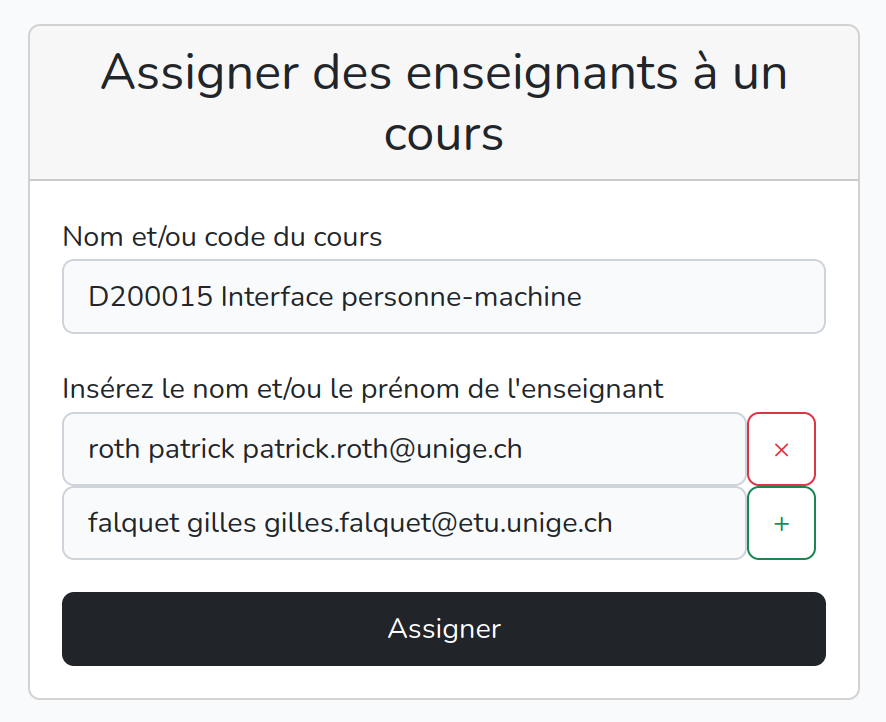 Assigner des enseignants à un
cours
Nom et/ou code du cours
D200015 Interface personne-machine
Insérez le nom et/ou le prénom de l'enseignant
roth patrick patrick.roth@unige.ch
×
falquet gilles gilles.falquet@etu.unige.ch
+
Assigner